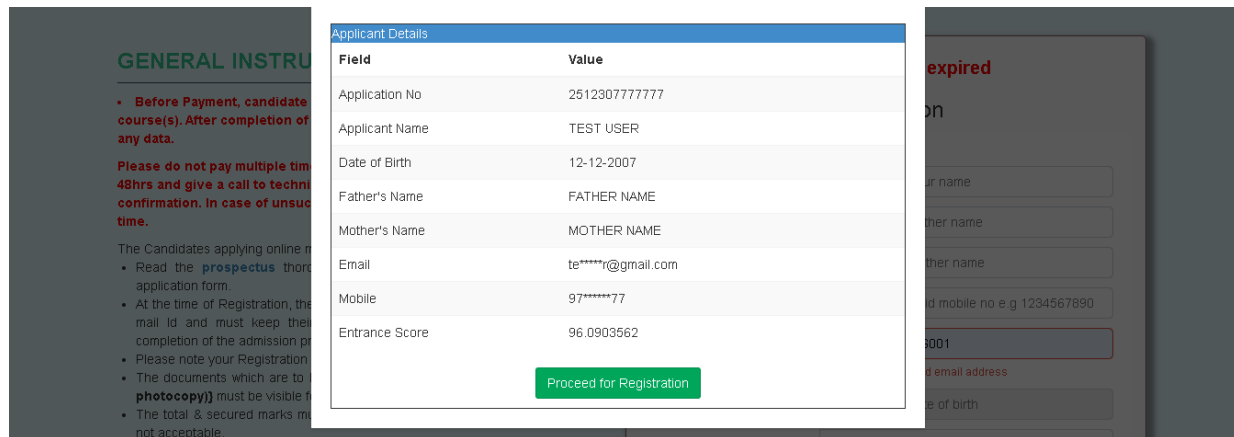 GENERAL INSTRU
• Before Payment, candidate
course(s). After completion of
any data.
Please do not pay multiple tim
48hrs and give a call to techni
confirmation. In case of unsuc
time.
The Candidates applying online m
• Read the prospectus thoro
application form.
• At the time of Registration, the
mail Id and must keep their
completion of the admission pr
• Please note your Registration
• The documents which are to
photocopy)} must be visible f
• The total & secured marks mu
not acceptable
Applicant Details
Field Value
Application No 2512307777777
Applicant Name TEST USER
Date of Birth 12-12-2007
Father's Name FATHER NAME
Mother's Name MOTHER NAME
Email te*****r@gmail.com
Mobile 97******77
Entrance Score 96.0903562
Proceed for Registration
expired
on
ur name
ther name
ther name
id mobile no e.g 1234567890
6001
d email address
te of birth